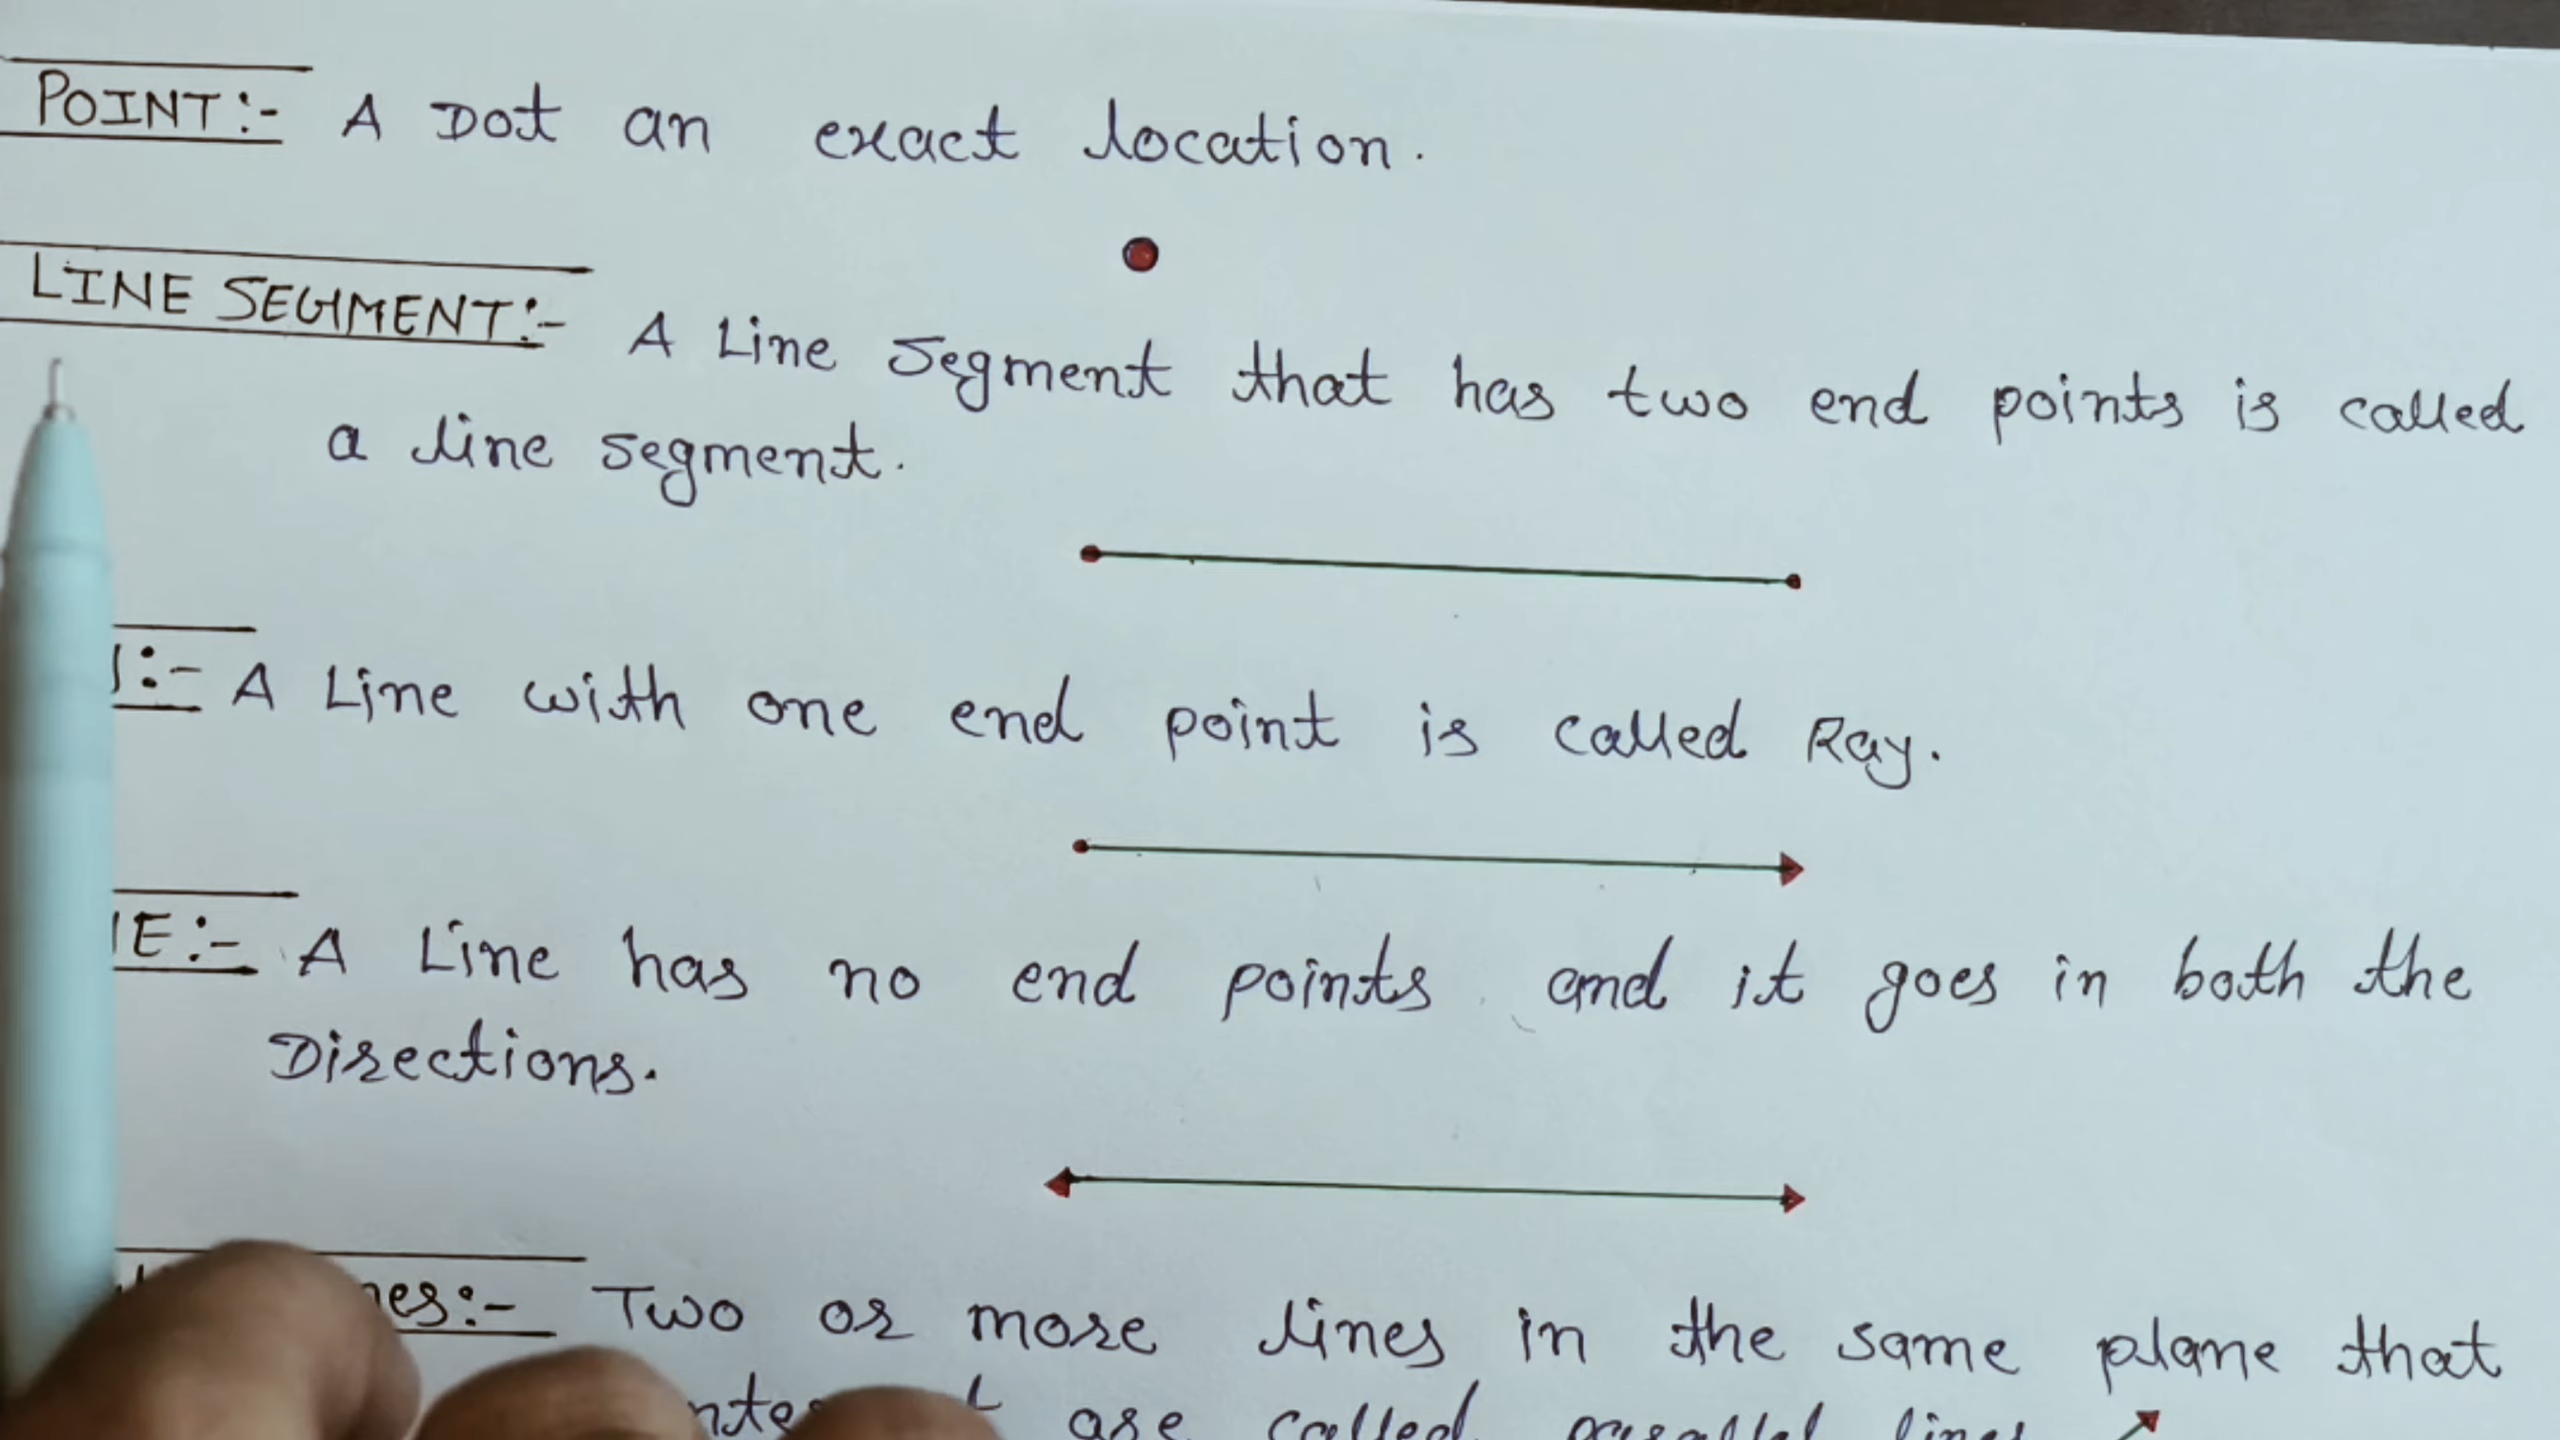 POINT:- A Dot an exact location.
LINE SEGMENT:- A Line Segment that has two end points is called
a line segment.
:- A Line with one end point is called Ray.
:- A Line has no end points and it goes in both the
Directions.
:- Two or more lines in the same plane that
are called parallel lines